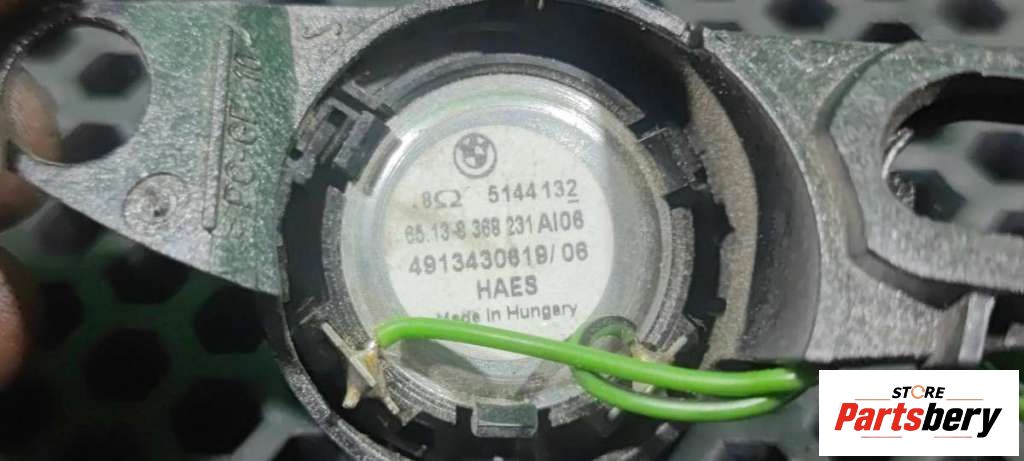 8Ω 5144132
65.13-8 368 231 AI06
4913430619/06
HAES
Made in Hungary
STORE
Partsbery